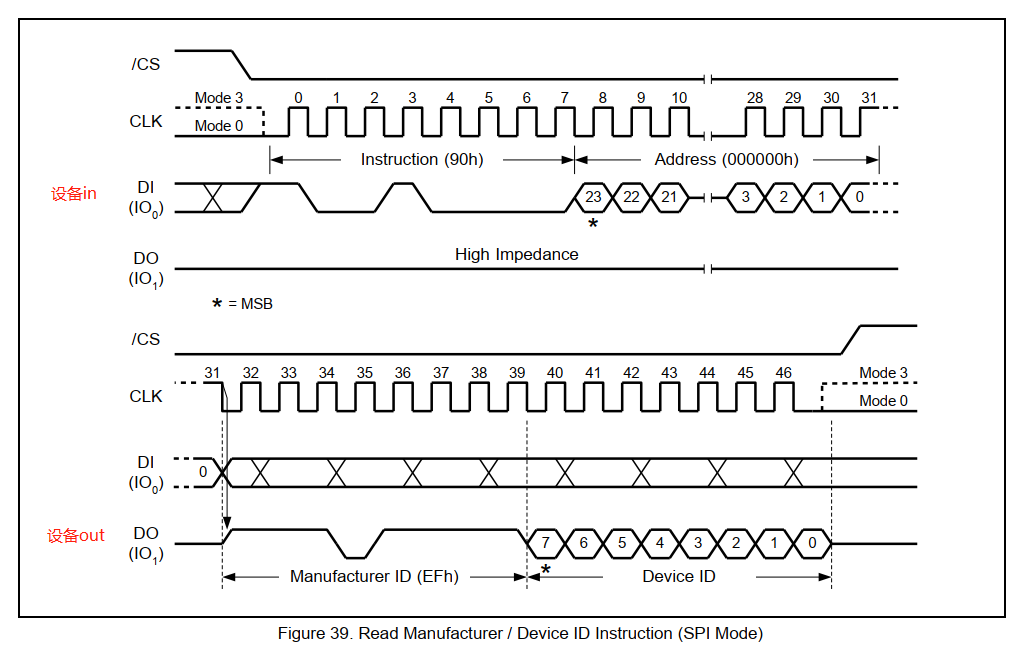 /CS
Mode 3
0 1 2 3 4 5 6 7 8 9 10 28 29 30 31
CLK
Mode 0
Instruction (90h) Address (000000h)
设备in
DI
(IO0)
23 22 21 3 2 1 0
*
DO
(IO1)
High Impedance
* = MSB
/CS
31 32 33 34 35 36 37 38 39 40 41 42 43 44 45 46
Mode 3
CLK
Mode 0
DI
(IO0)
0
设备out
DO
(IO1)
7 6 5 4 3 2 1 0
*
Manufacturer ID (EFh) Device ID
Figure 39. Read Manufacturer / Device ID Instruction (SPI Mode)